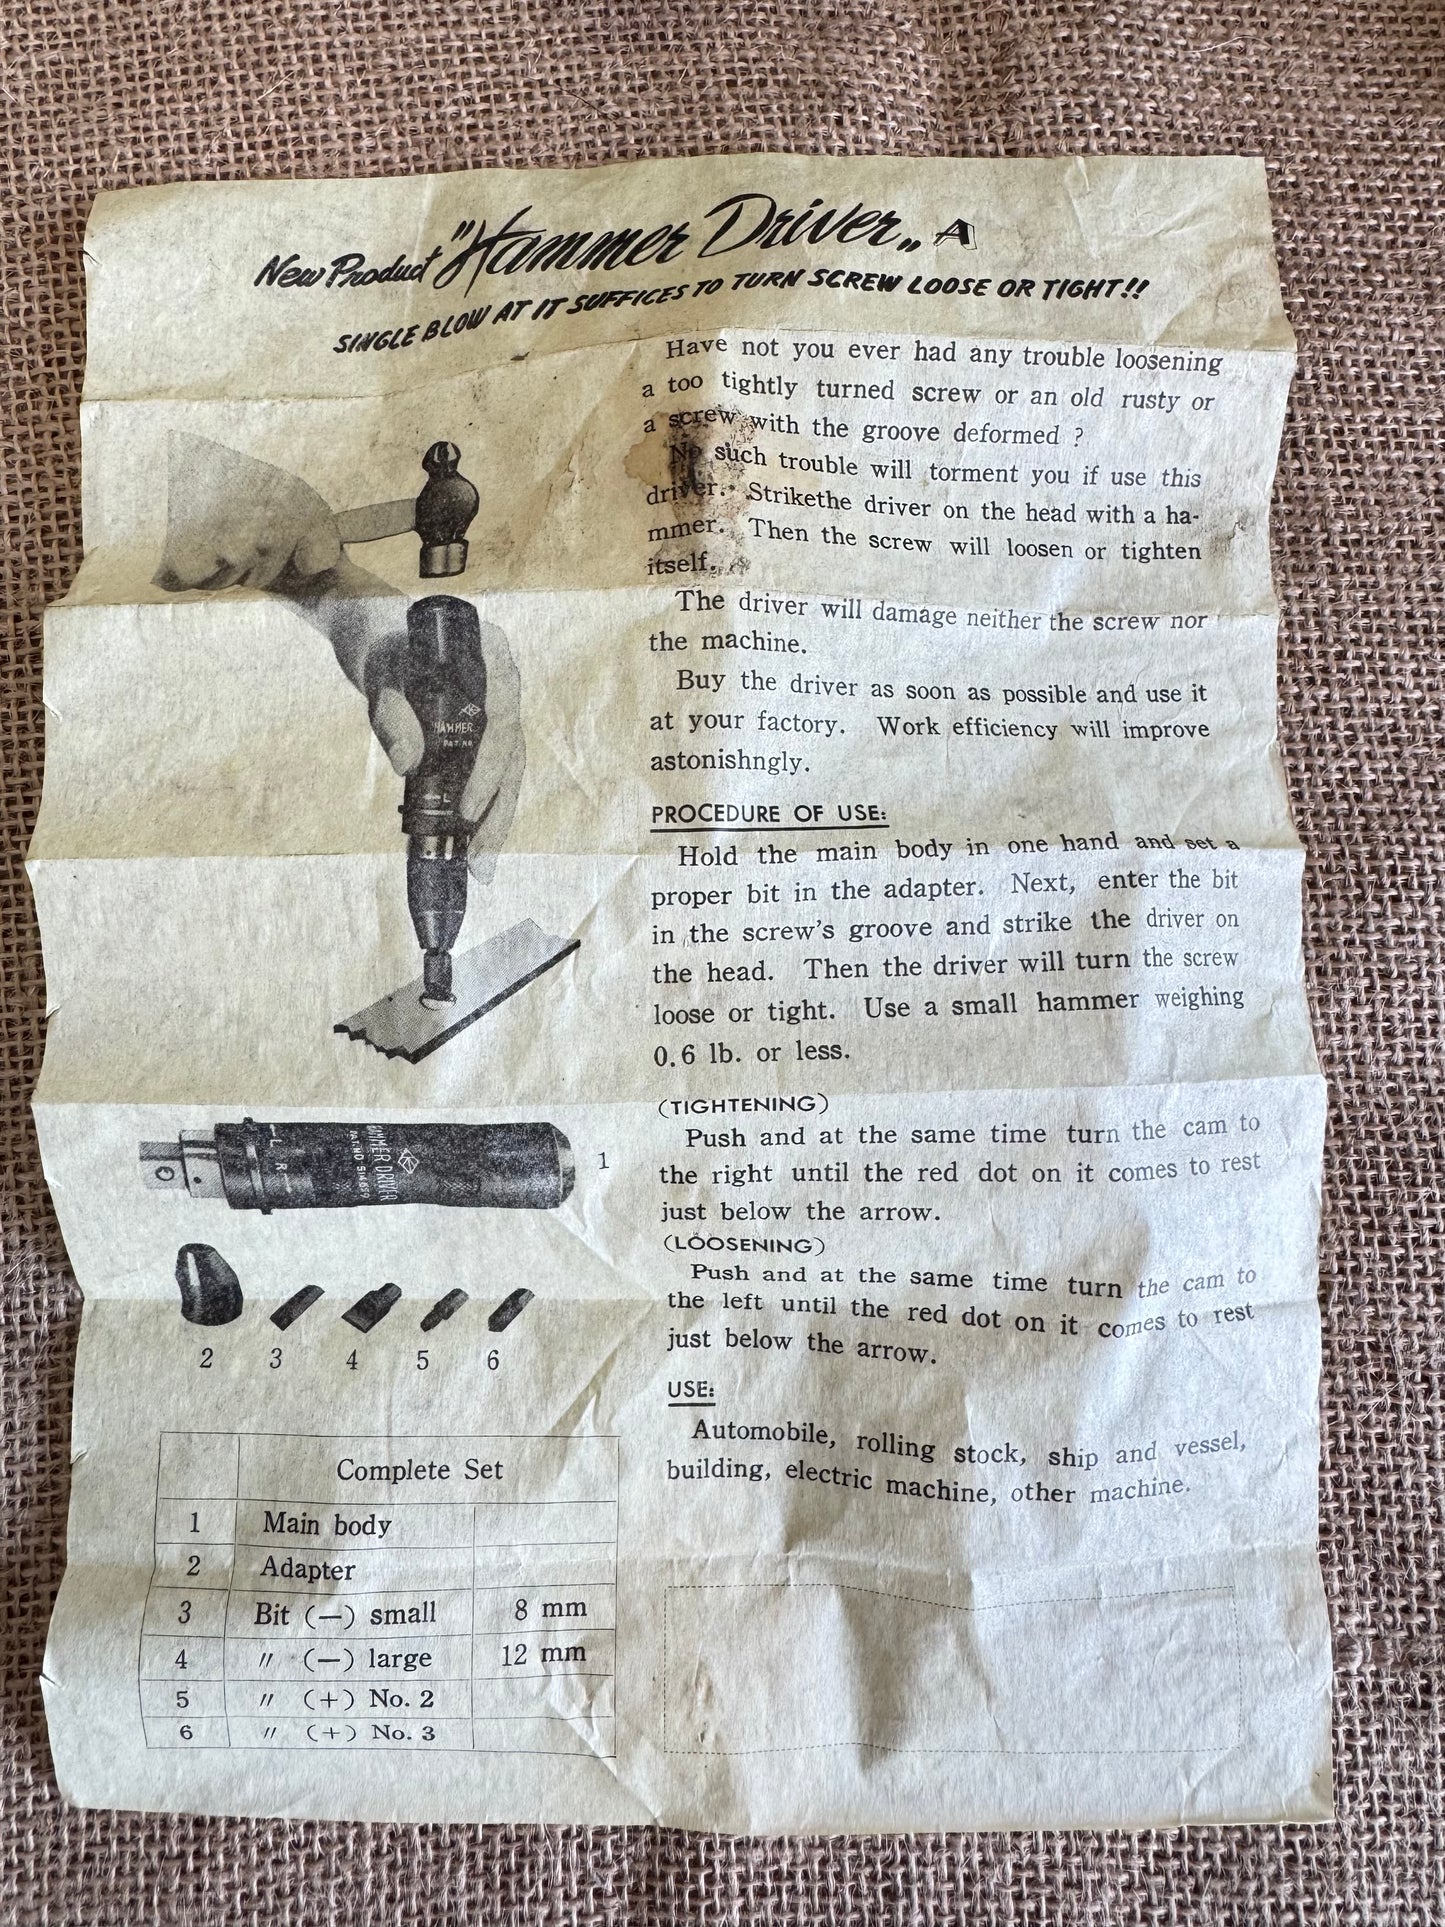 New Product "Hammer Driver„ A
SINGLE BLOW AT IT SUFFICES TO TURN SCREW LOOSE OR TIGHT!!
Have not you ever had any trouble loosening
a too tightly turned screw or an old rusty or
a screw with the groove deformed ?
No such trouble will torment you if use this
driver. Strikethe driver on the head with a ha-
mmer. Then the screw will loosen or tighten
itself.
The driver will damage neither the screw nor
the machine.
Buy the driver as soon as possible and use it
at your factory. Work efficiency will improve
astonishngly.
HAMMER
PAT. NO.
L
PROCEDURE OF USE:
Hold the main body in one hand and set a
proper bit in the adapter. Next, enter the bit
in the screw's groove and strike the driver on
the head. Then the driver will turn the screw
loose or tight. Use a small hammer weighing
0.6 lb. or less.
(TIGHTENING)
Push and at the same time turn the cam to
the right until the red dot on it comes to rest
just below the arrow.
(LOOSENING)
Push and at the same time turn the cam to
the left until the red dot on it comes to rest
just below the arrow.
USE:
Automobile, rolling stock, ship and vessel,
building, electric machine, other machine.
L
R
HAMMER DRIVER
PAT.NO
1
2 3 4 5 6
Complete Set
1 Main body
2 Adapter
3 Bit (—) small 8 mm
4 〃 (—) large 12 mm
5 〃 (+) No. 2
6 〃 (+) No. 3